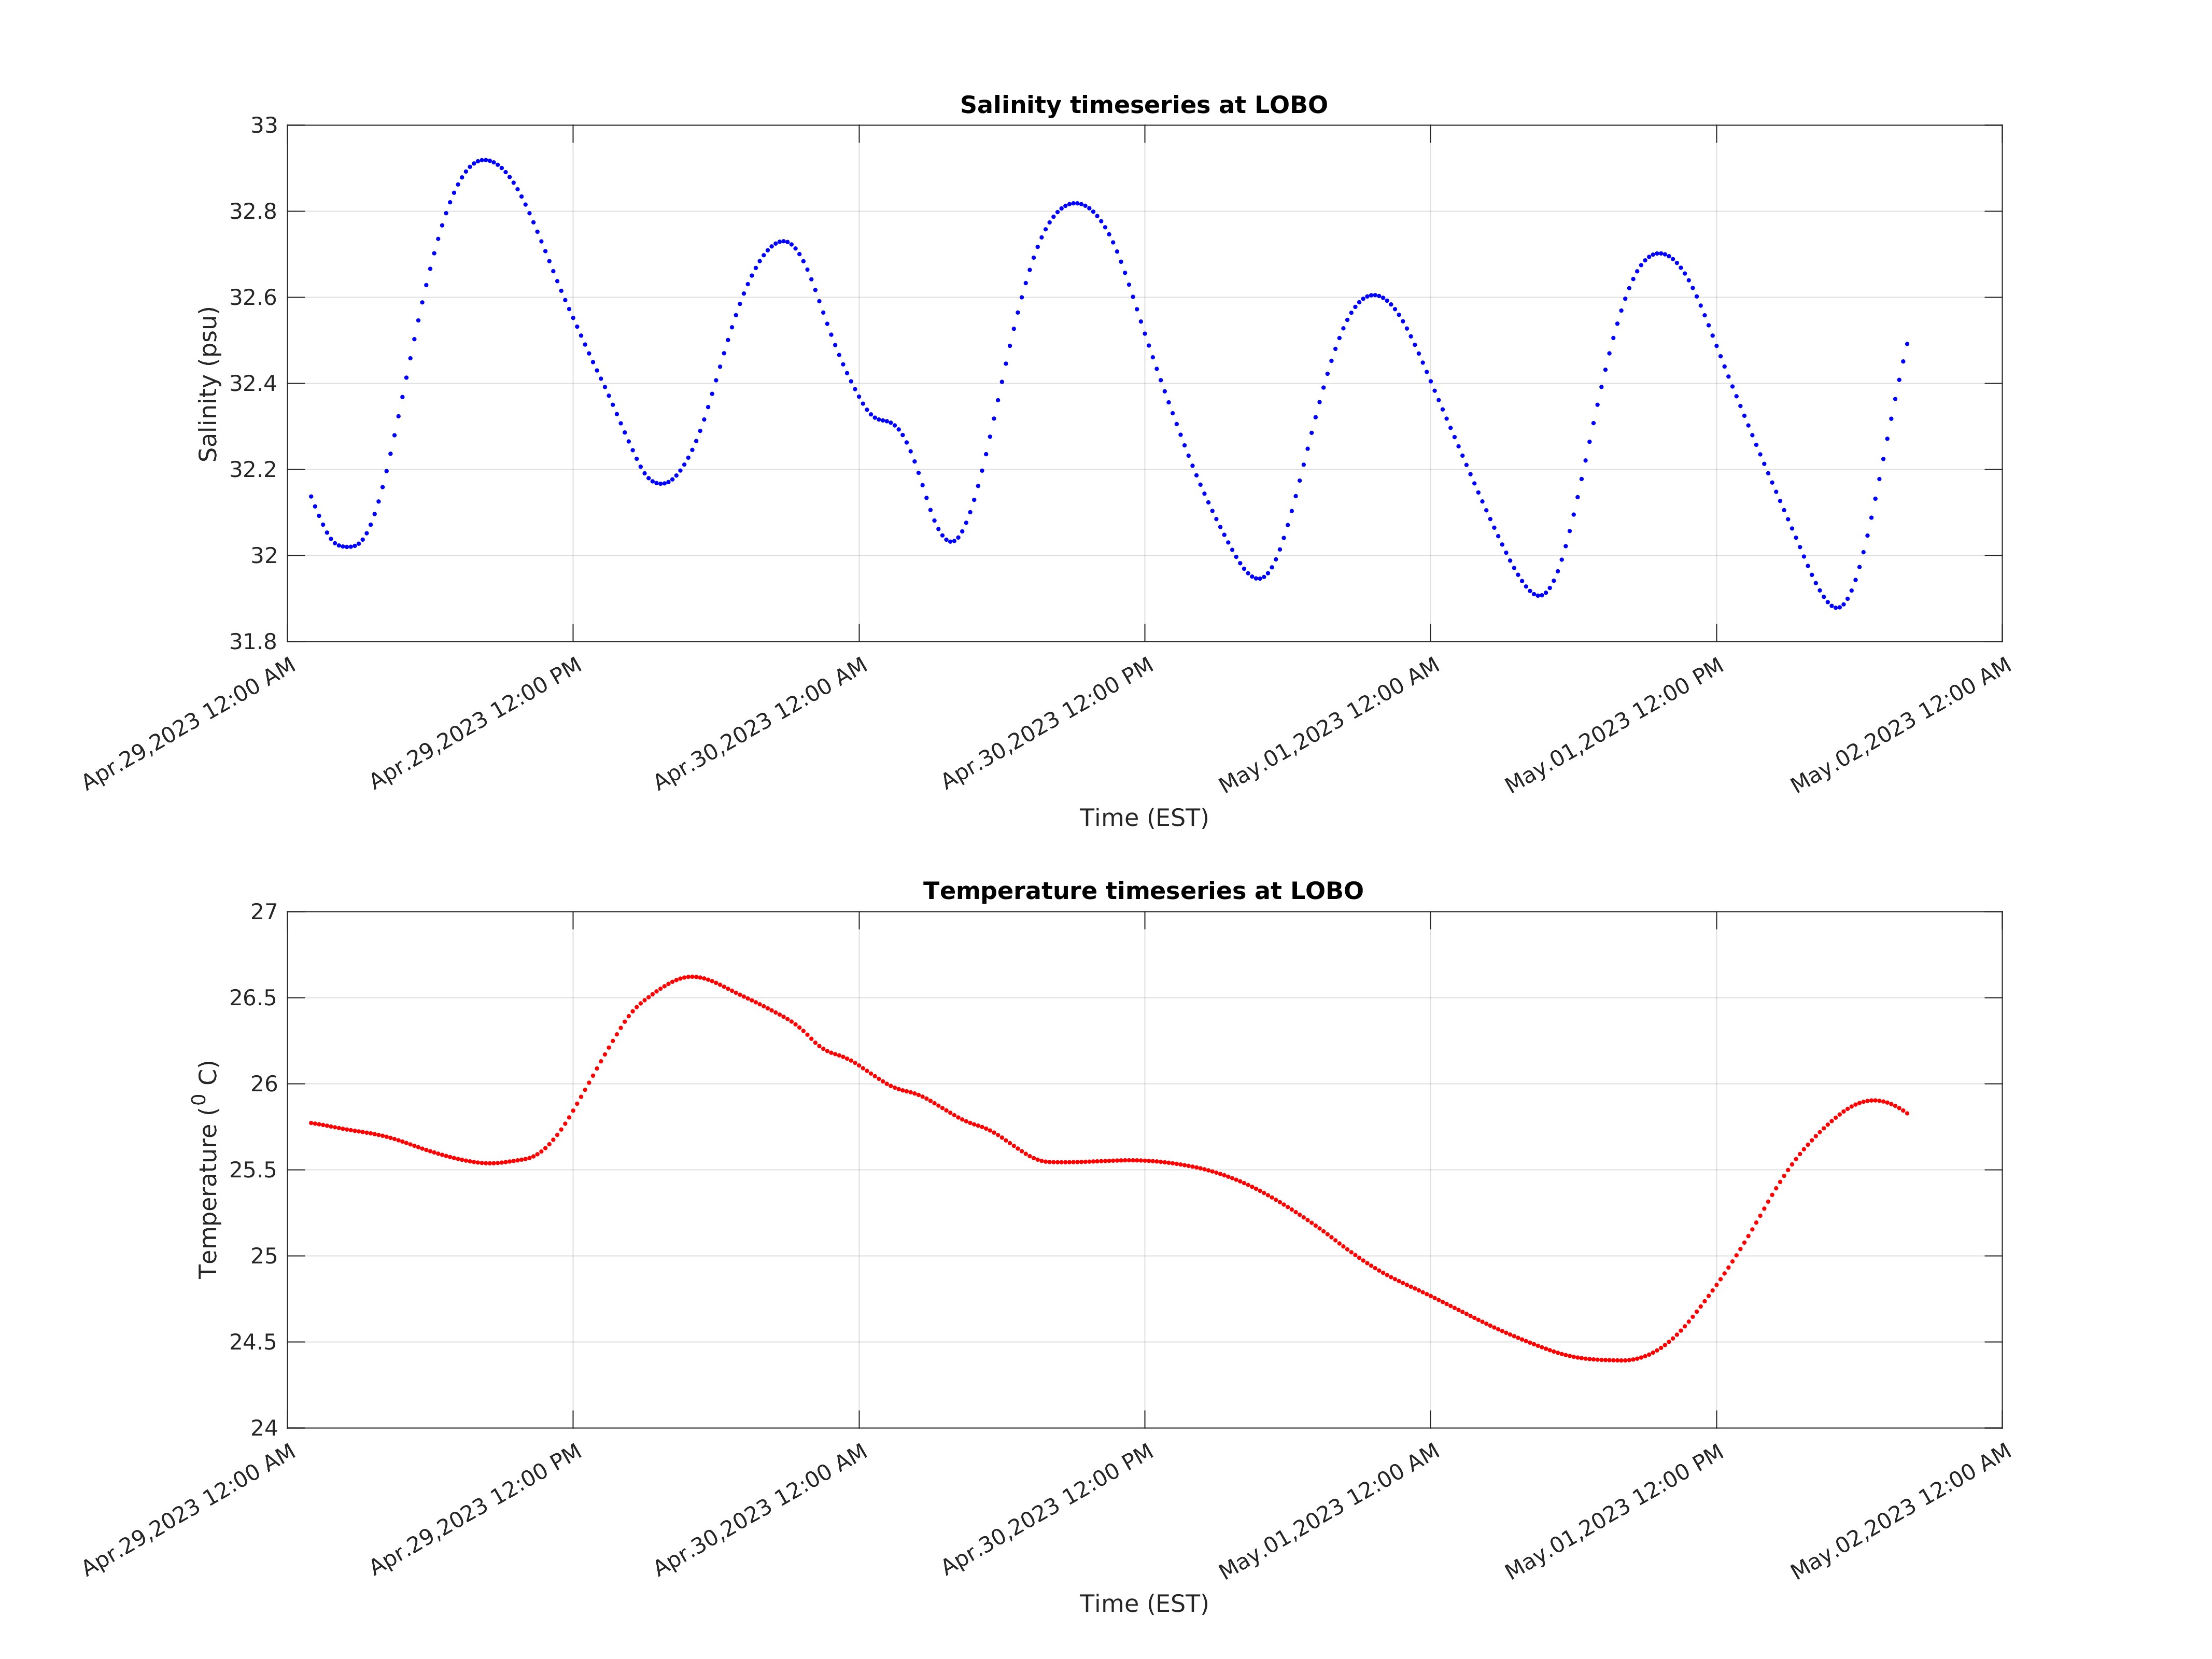 Salinity timeseries at LOBO
Salinity (psu)
33
32.8
32.6
32.4
32.2
32
31.8
Apr.29,2023 12:00 AM
Apr.29,2023 12:00 PM
Apr.30,2023 12:00 AM
Apr.30,2023 12:00 PM
May.01,2023 12:00 AM
May.01,2023 12:00 PM
May.02,2023 12:00 AM
Time (EST)
Temperature timeseries at LOBO
Temperature (⁰ C)
27
26.5
26
25.5
25
24.5
24
Apr.29,2023 12:00 AM
Apr.29,2023 12:00 PM
Apr.30,2023 12:00 AM
Apr.30,2023 12:00 PM
May.01,2023 12:00 AM
May.01,2023 12:00 PM
May.02,2023 12:00 AM
Time (EST)